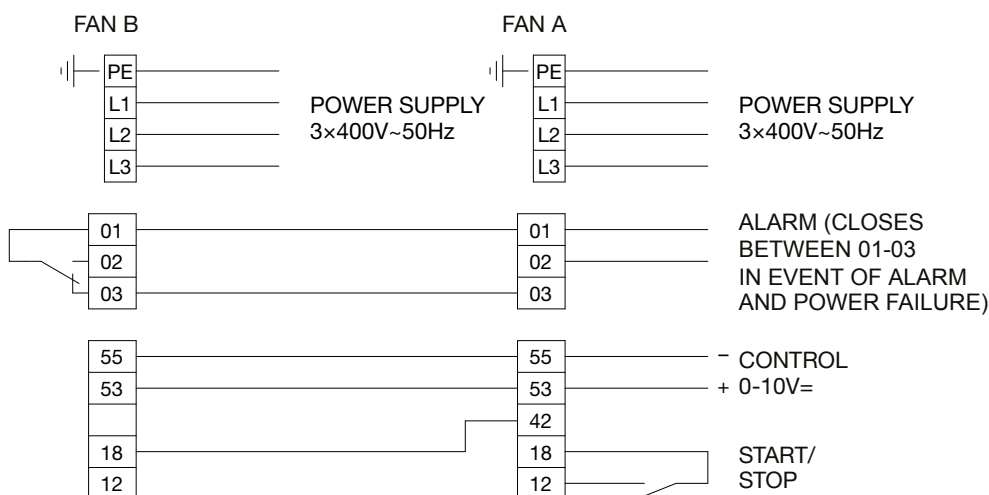 FAN B
PE
L1
L2
L3
POWER SUPPLY
3×400V~50Hz
FAN A
PE
L1
L2
L3
POWER SUPPLY
3×400V~50Hz
01
02
03
01
02
03
ALARM (CLOSES
BETWEEN 01-03
IN EVENT OF ALARM
AND POWER FAILURE)
55
53
18
12
55
53
42
18
12
− CONTROL
+ 0-10V=
START/
STOP